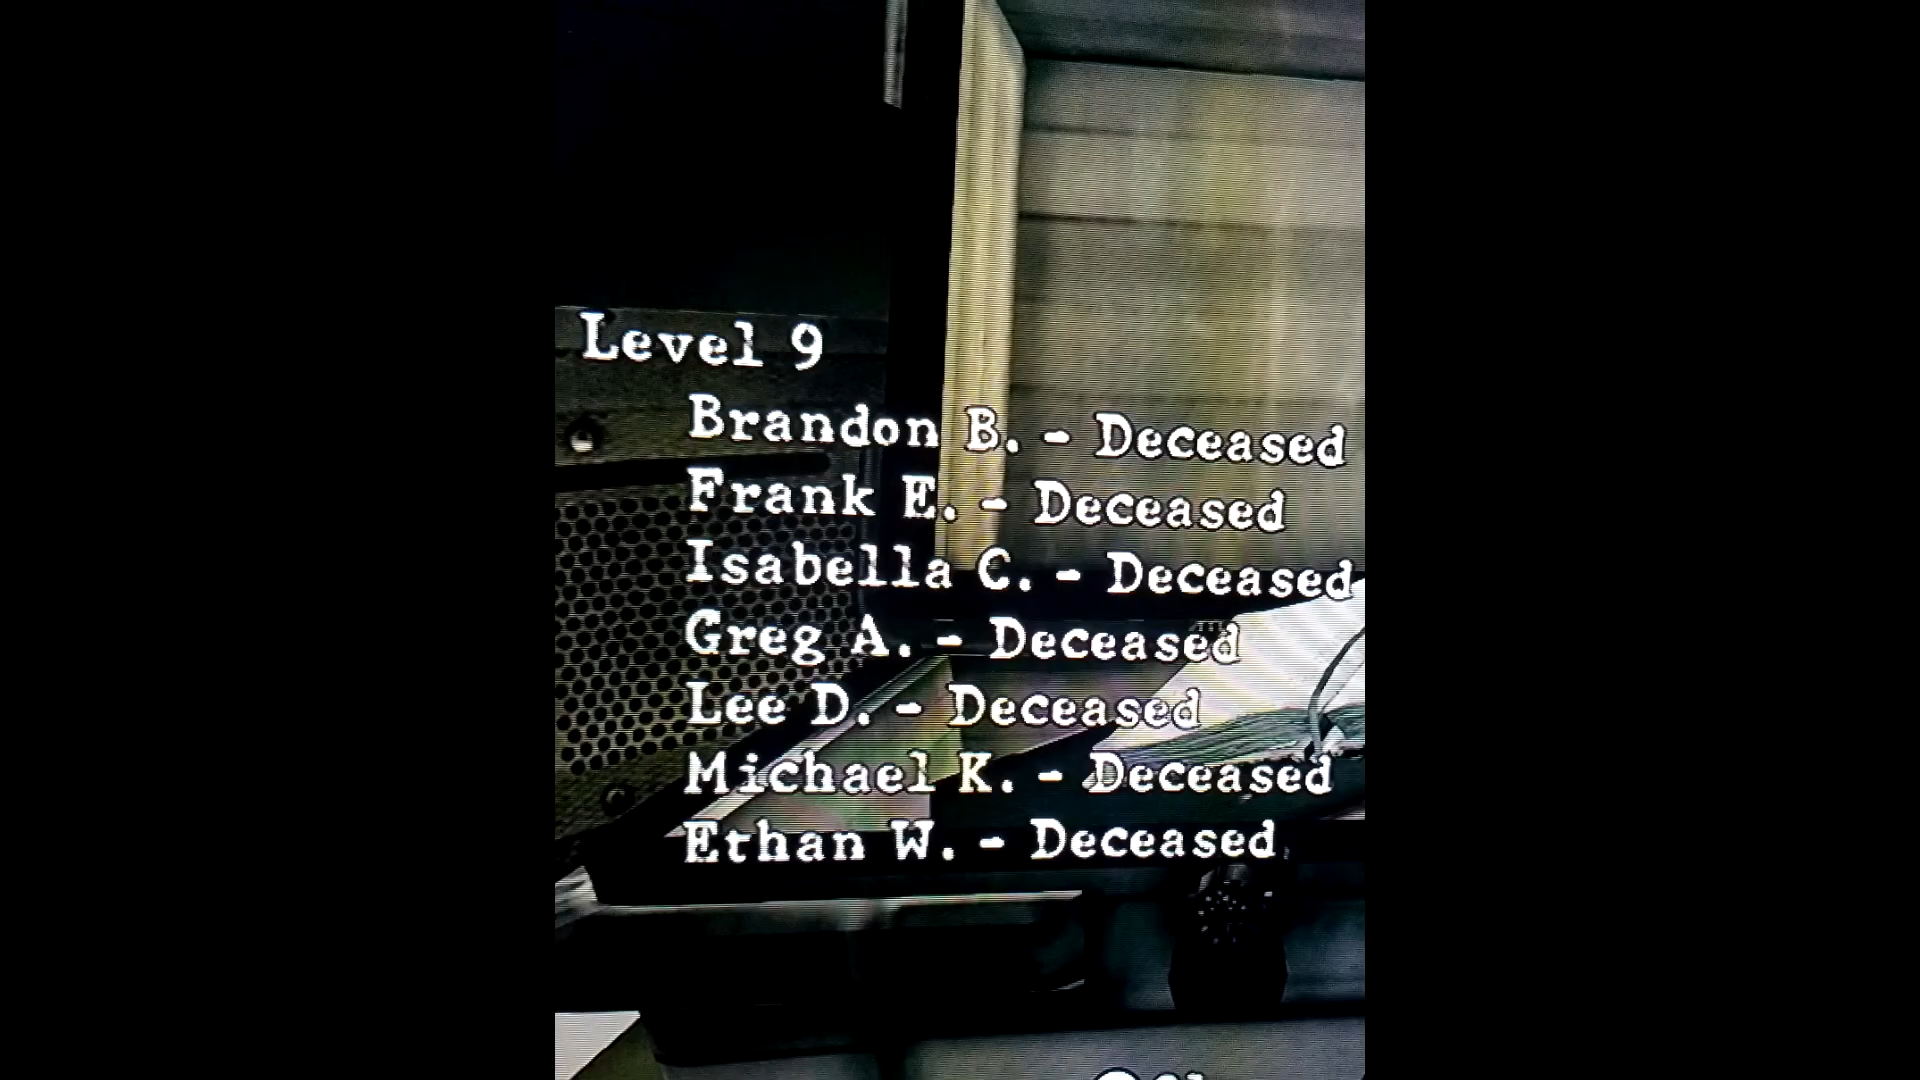 Level 9
Brandon B. - Deceased
Frank E. - Deceased
Isabella C. - Deceased
Greg A. - Deceased
Lee D. - Deceased
Michael K. - Deceased
Ethan W. - Deceased